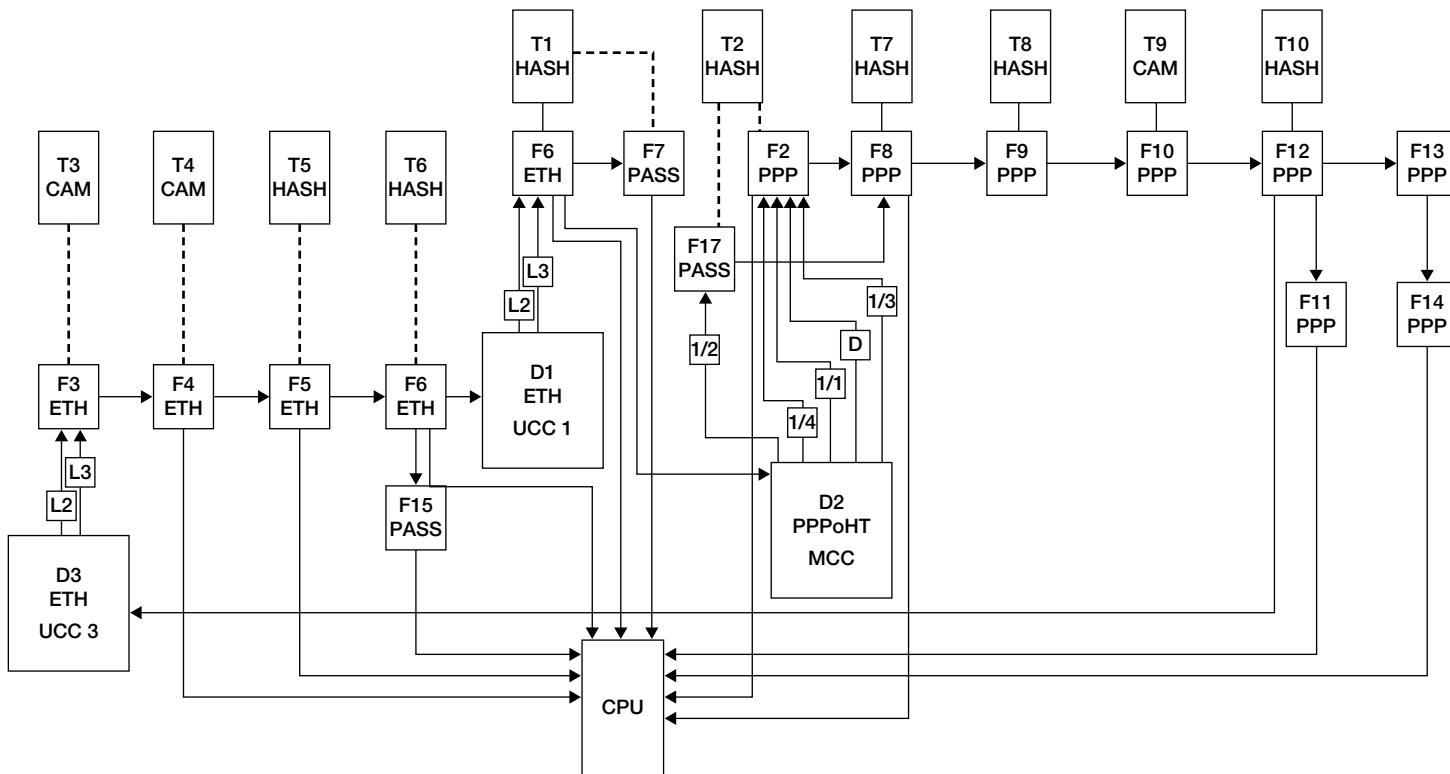 T1
HASH
T2
HASH
T7
HASH
T8
HASH
T9
CAM
T10
HASH
T3
CAM
T4
CAM
T5
HASH
T6
HASH
F6
ETH
F7
PASS
F2
PPP
F8
PPP
F9
PPP
F10
PPP
F12
PPP
F13
PPP
F17
PASS
L3
L2
1/3
F11
PPP
F14
PPP
1/2
D
1/1
1/4
F3
ETH
F4
ETH
F5
ETH
F6
ETH
D1
ETH
UCC 1
L3
L2
F15
PASS
D2
PPPoHT
MCC
D3
ETH
UCC 3
CPU